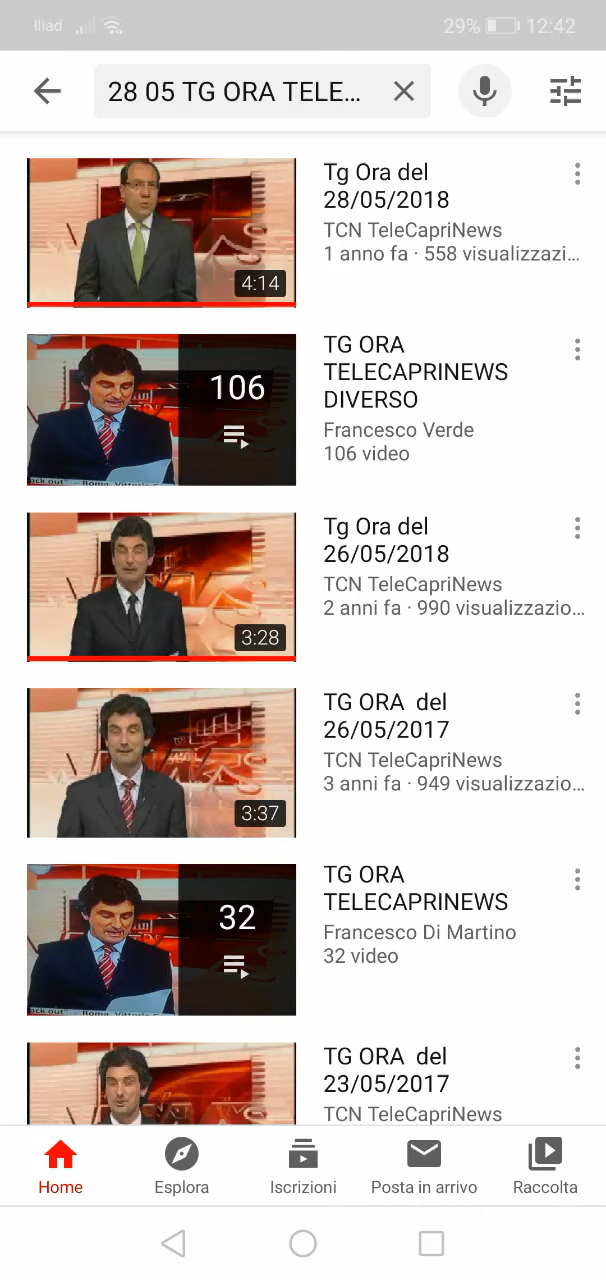 Iliad 29% 12:42
28 05 TG ORA TELE...
Tg Ora del
28/05/2018
TCN TeleCapriNews
1 anno fa · 558 visualizzazi...
4:14
TG ORA
TELECAPRINEWS
DIVERSO
Francesco Verde
106 video
106
Tg Ora del
26/05/2018
TCN TeleCapriNews
2 anni fa · 990 visualizzazio...
3:28
TG ORA del
26/05/2017
TCN TeleCapriNews
3 anni fa · 949 visualizzazio...
3:37
TG ORA
TELECAPRINEWS
Francesco Di Martino
32 video
32
TG ORA del
23/05/2017
TCN TeleCapriNews
Home Esplora Iscrizioni Posta in arrivo Raccolta